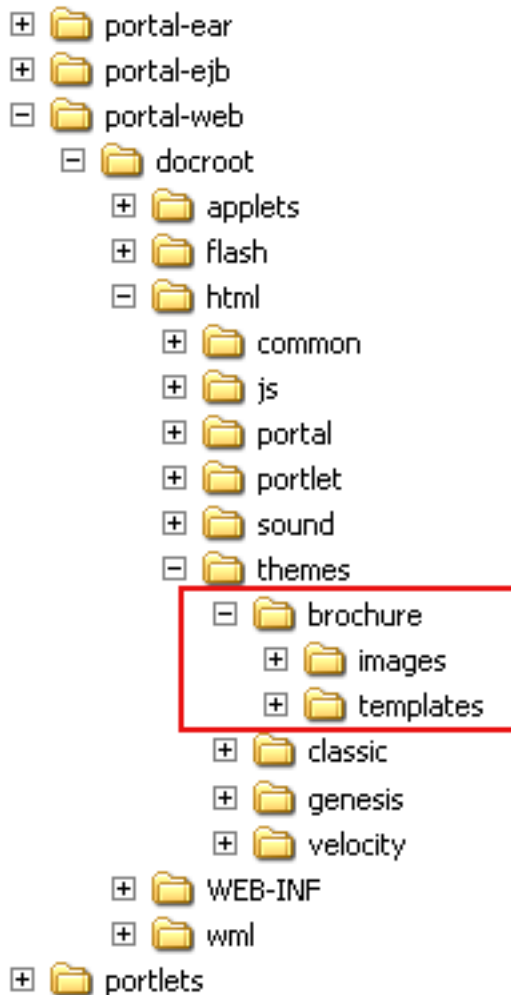 portal-ear
portal-ejb
portal-web
docroot
applets
flash
html
common
js
portal
portlet
sound
themes
brochure
images
templates
classic
genesis
velocity
WEB-INF
wml
portlets